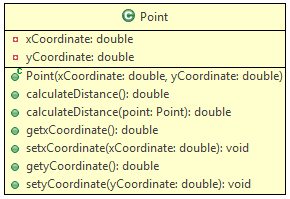 Point
xCoordinate: double
yCoordinate: double
Point(xCoordinate: double, yCoordinate: double)
calculateDistance(): double
calculateDistance(point: Point): double
getxCoordinate(): double
setxCoordinate(xCoordinate: double): void
getyCoordinate(): double
setyCoordinate(yCoordinate: double): void